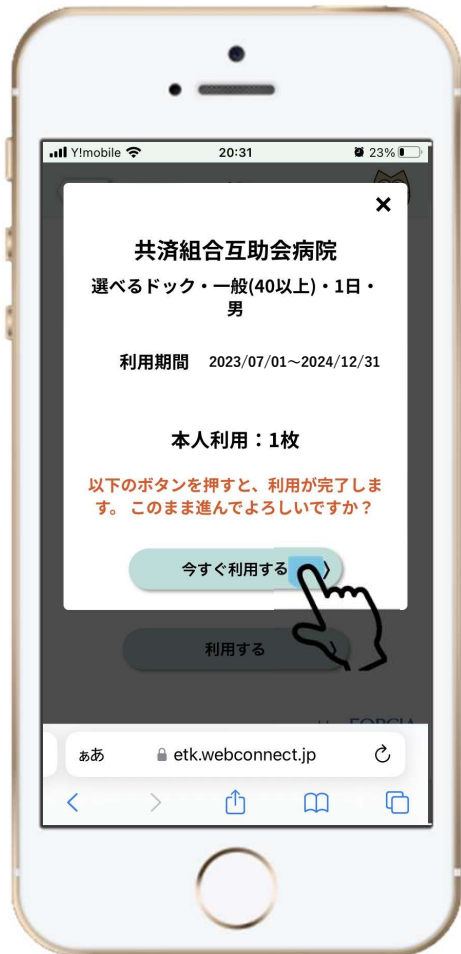 Y!mobile 20:31 23%
×
共済組合互助会病院
選べるドック・一般(40以上)・1日・
男
利用期間 2023/07/01~2024/12/31
本人利用：1枚
以下のボタンを押すと、利用が完了しま
す。 このまま進んでよろしいですか？
今すぐ利用する 〉
利用する
ぁあ etk.webconnect.jp